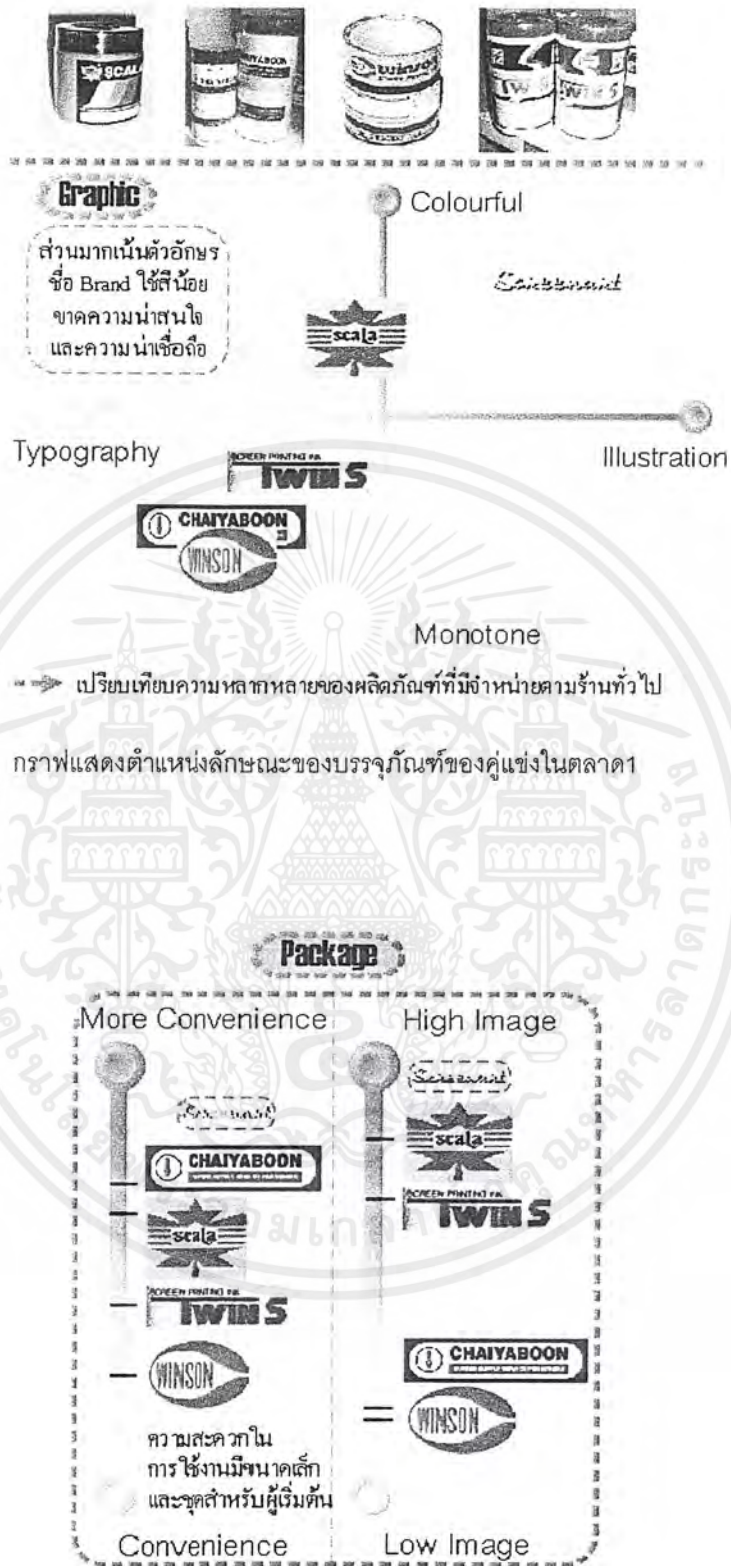 SCALA
CHAIYABOON
winson
TWIN S
TWIN S
Graphic
ส่วนมากเน้นตัวอักษร
ชื่อ Brand ใช้สีน้อย
ขาดความน่าสนใจ
และความน่าเชื่อถือ
Colourful
scala
Typography
Illustration
SCREEN PRINTING INK
TWIN S
CHAIYABOON
WINSON
Monotone
เปรียบเทียบความหลากหลายของผลิตภัณฑ์ที่มีจำหน่ายตามร้านทั่วไป
กราฟแสดงตำแหน่งลักษณะของบรรจุภัณฑ์ของคู่แข่งในตลาด1
Package
More Convenience
CHAIYABOON
scala
SCREEN PRINTING INK
TWIN S
WINSON
ความสะดวกใน
การใช้งานมีขนาดเล็ก
และชุดสำหรับผู้เริ่มต้น
Convenience
High Image
scala
SCREEN PRINTING INK
TWIN S
CHAIYABOON
WINSON
Low Image